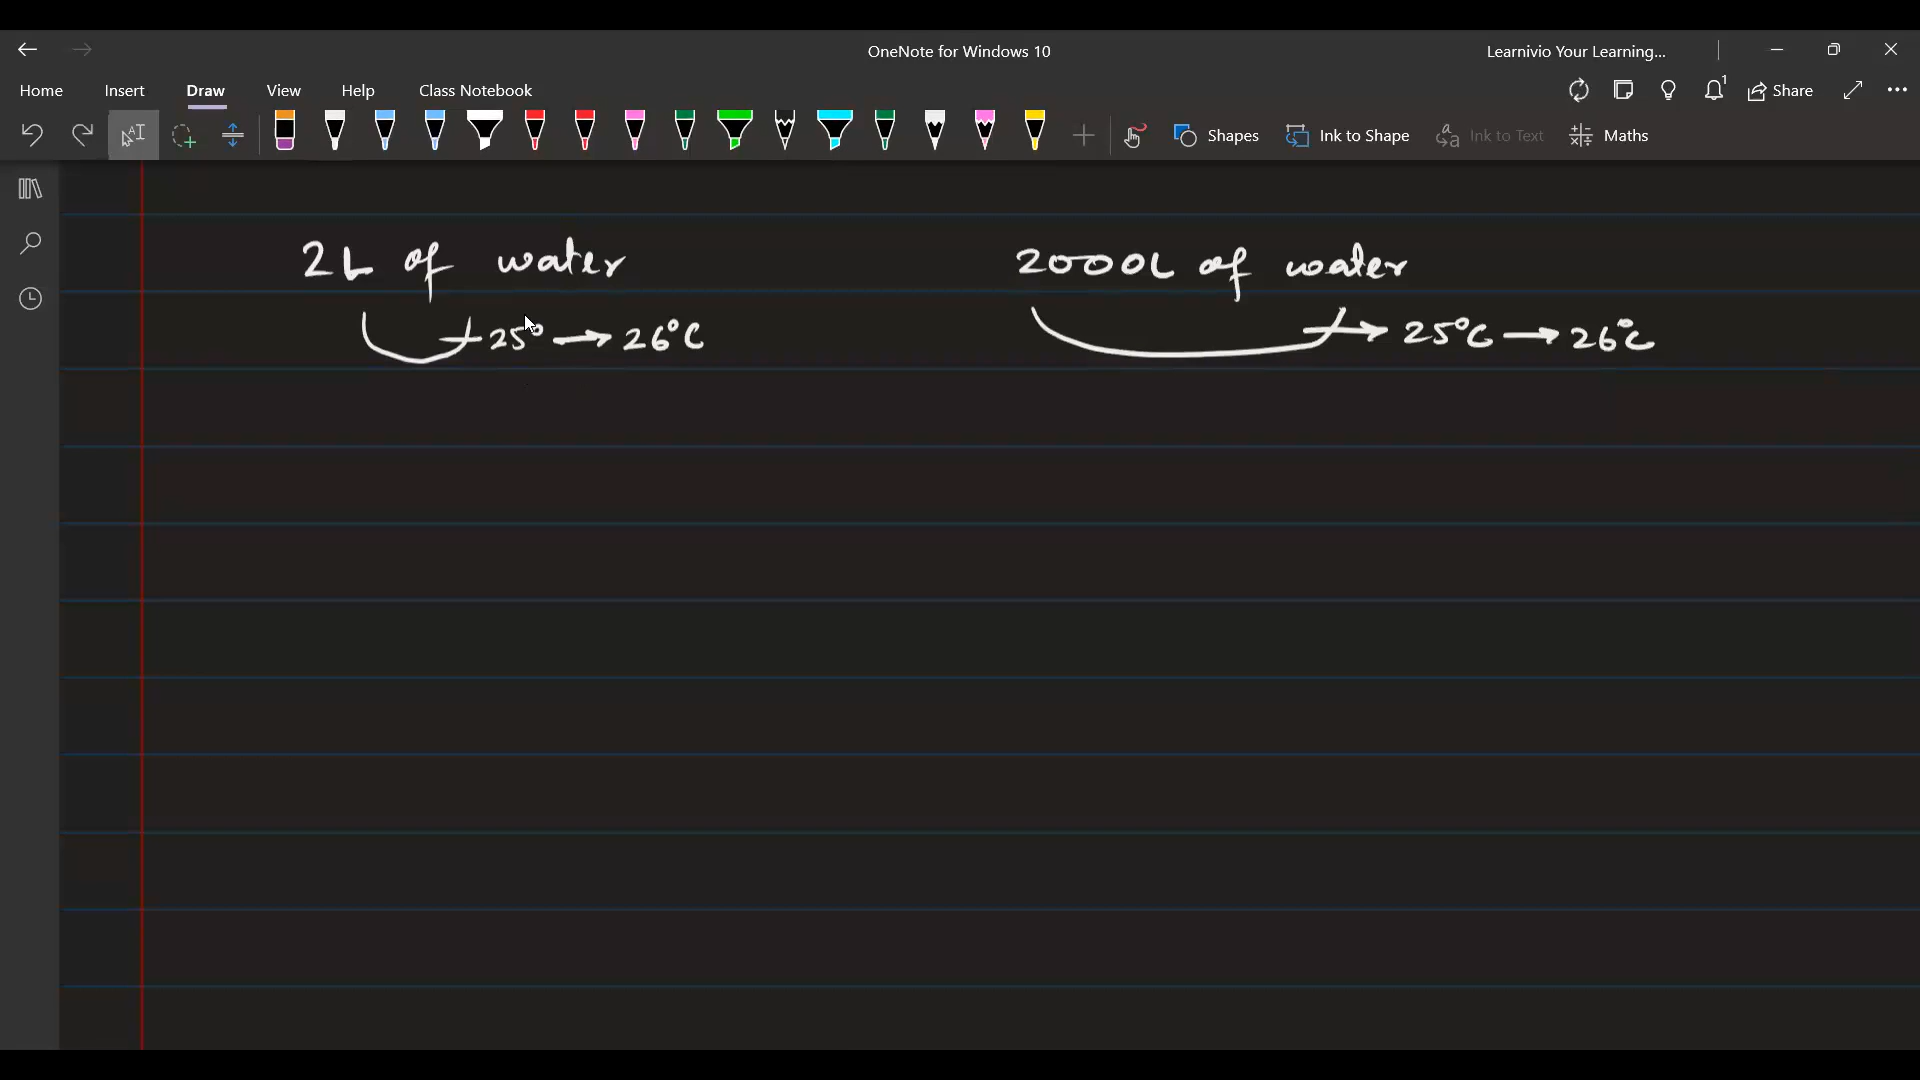 OneNote for Windows 10
Learnivio Your Learning...
Home Insert Draw View Help Class Notebook
1
Share
Shapes Ink to Shape Ink to Text Maths
2L of water
25° → 26°C
2000L of water
→ 25°C → 26°C